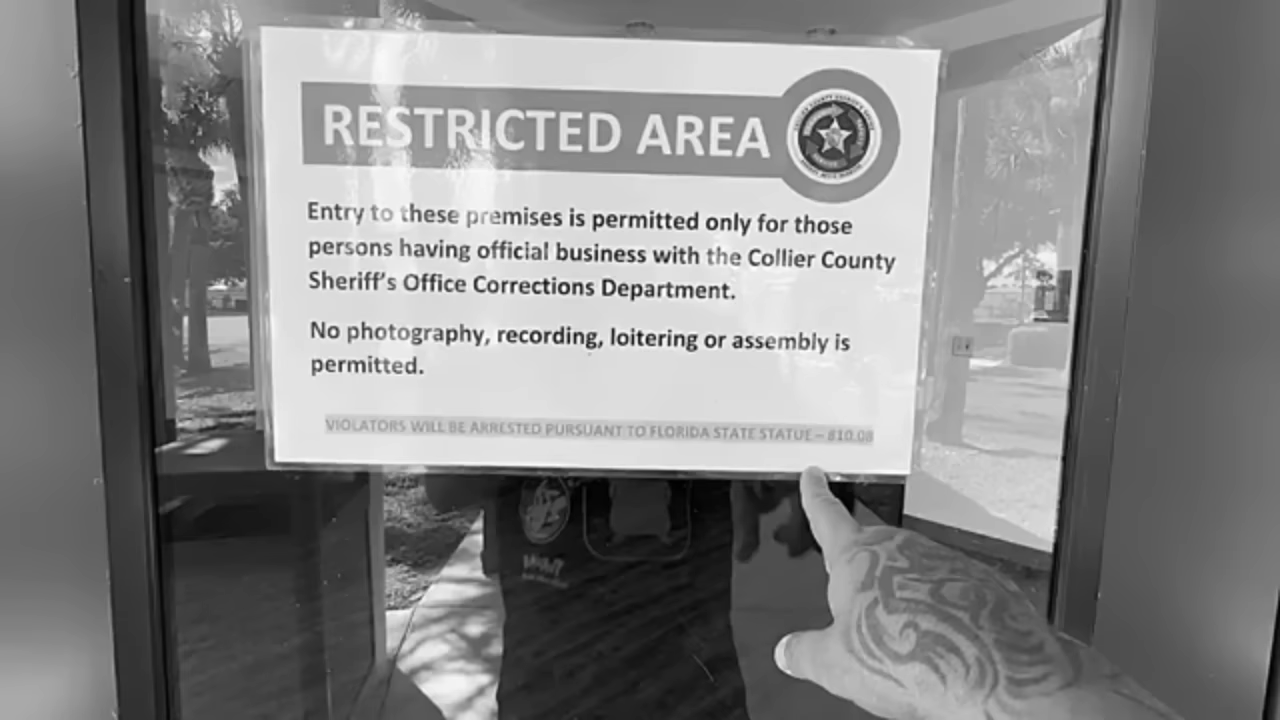 RESTRICTED AREA
Entry to these premises is permitted only for those
persons having official business with the Collier County
Sheriff's Office Corrections Department.
No photography, recording, loitering or assembly is
permitted.
VIOLATORS WILL BE ARRESTED PURSUANT TO FLORIDA STATE STATUE – 810.08